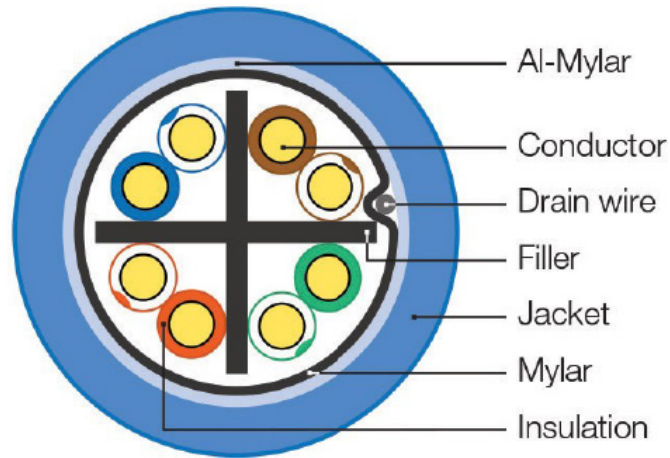 Al-Mylar
Conductor
Drain wire
Filler
Jacket
Mylar
Insulation